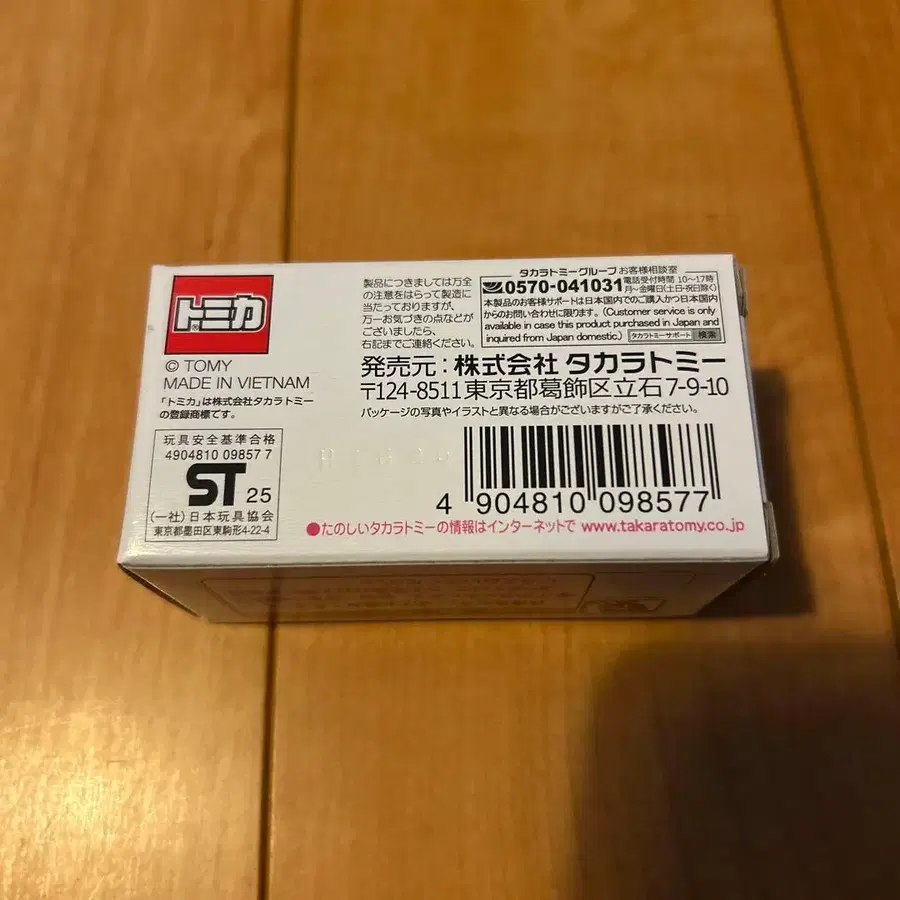 トミカ
®
© TOMY
MADE IN VIETNAM
「トミカ」は株式会社タカラトミー
の登録商標です。
玩具安全基準合格
4904810 09857 7
ST 25
(一社)日本玩具協会
東京都墨田区東駒形4-22-4
製品につきましては万全
の注意をはらって製造に
当たっておりますが、
万一お気づきの点などが
ございましたら、
右記までご連絡ください。
タカラトミーグループ お客様相談室
0570-041031 電話受付時間 10〜17時
月〜金曜日(土・日・祝日除く)
本製品のお客様サポートは日本国内でのご購入かつ日本国内
からのお問い合わせに限ります。(Customer service is only
available in case this product purchased in Japan and
inquired from Japan domestic.) タカラトミーサポート 検索
発売元：株式会社 タカラトミー
〒124-8511 東京都葛飾区立石7-9-10
パッケージの写真やイラストと異なる場合がございますがご了承ください。
4 904810 098577
●たのしいタカラトミーの情報はインターネットで www.takaratomy.co.jp